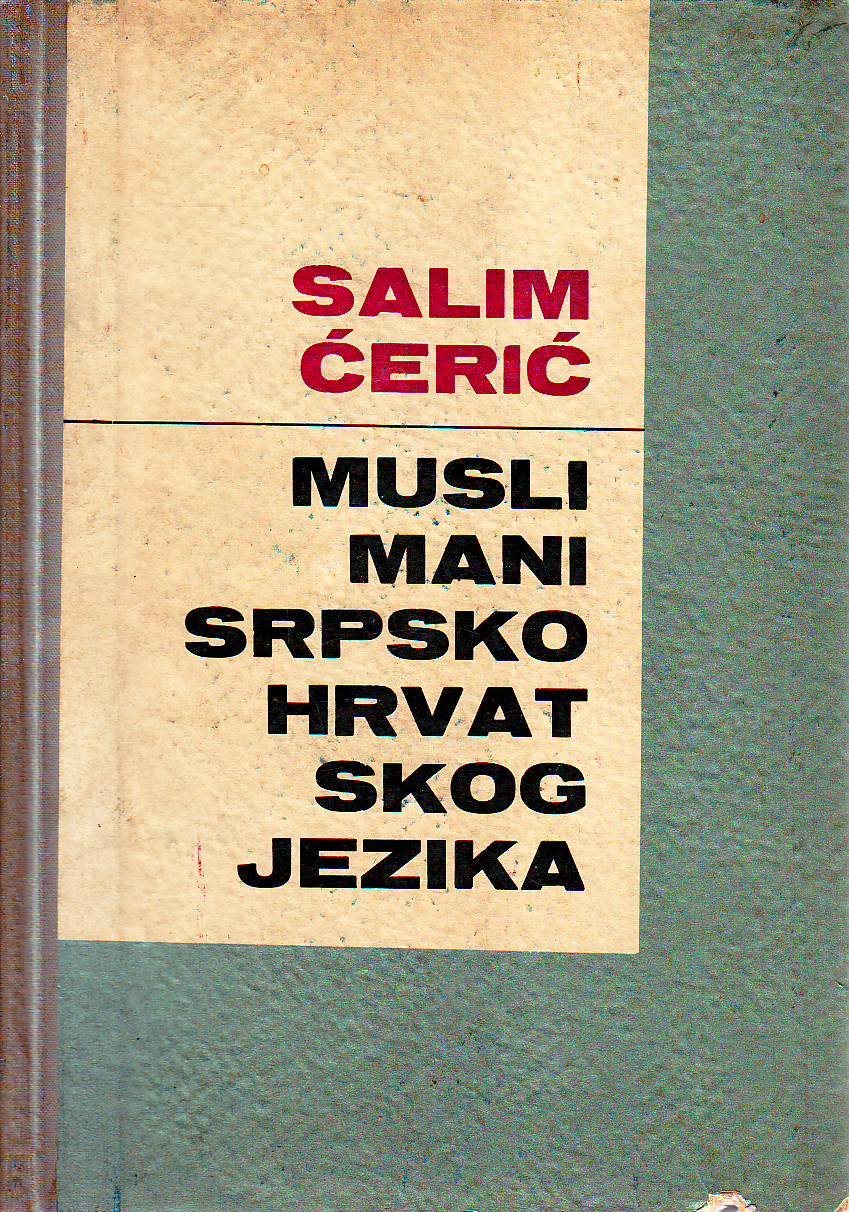 SALIM
ĆERIĆ
MUSLI
MANI
SRPSKO
HRVAT
SKOG
JEZIKA